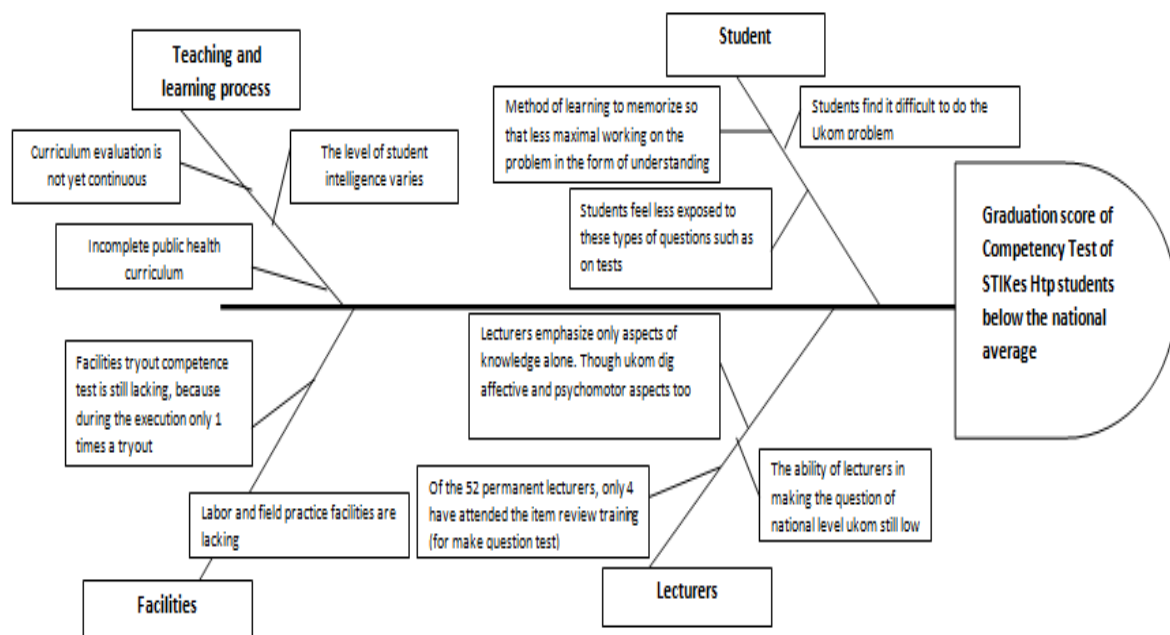 Teaching and
learning process
Student
Method of learning to memorize so
that less maximal working on the
problem in the form of understanding
Students find it difficult to do the
Ukom problem
Curriculum evaluation is
not yet continuous
The level of student
intelligence varies
Students feel less exposed to
these types of questions such as
on tests
Incomplete public health
curriculum
Graduation score of
Competency Test of
STIKes Htp students
below the national
average
Facilities tryout competence
test is still lacking, because
during the execution only 1
times a tryout
Lecturers emphasize only aspects of
knowledge alone. Though ukom dig
affective and psychomotor aspects too
Of the 52 permanent lecturers, only 4
have attended the item review training
(for make question test)
The ability of lecturers in
making the question of
national level ukom still low
Labor and field practice facilities are
lacking
Facilities
Lecturers